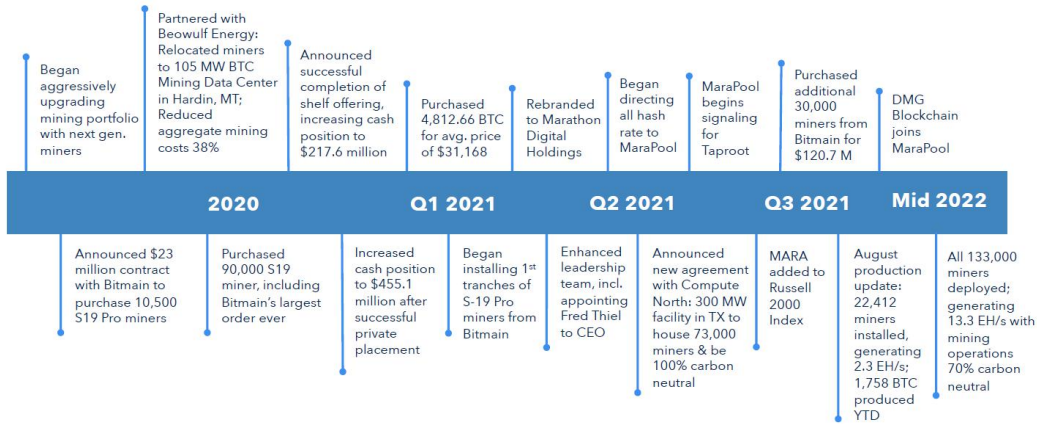 Began
aggressively
upgrading
mining portfolio
with next gen.
miners
Partnered with
Beowulf Energy:
Relocated miners
to 105 MW BTC
Mining Data Center
in Hardin, MT;
Reduced
aggregate mining
costs 38%
Announced
successful
completion of
shelf offering,
increasing cash
position to
$217.6 million
Purchased
4,812.66 BTC
for avg. price
of $31,168
Rebranded
to Marathon
Digital
Holdings
Began
directing
all hash
rate to
MaraPool
MaraPool
begins
signaling
for
Taproot
Purchased
additional
30,000
miners from
Bitmain for
$120.7 M
DMG
Blockchain
joins
MaraPool
2020
Q1 2021
Q2 2021
Q3 2021
Mid 2022
Announced $23
million contract
with Bitmain to
purchase 10,500
S19 Pro miners
Purchased
90,000 S19
miner, including
Bitmain's largest
order ever
Increased
cash position
to $455.1
million after
successful
private
placement
Began
installing 1st
tranches of
S-19 Pro
miners from
Bitmain
Enhanced
leadership
team, incl.
appointing
Fred Thiel
to CEO
Announced
new agreement
with Compute
North: 300 MW
facility in TX to
house 73,000
miners & be
100% carbon
neutral
MARA
added to
Russell
2000
Index
August
production
update:
22,412
miners
installed,
generating
2.3 EH/s;
1,758 BTC
produced
YTD
All 133,000
miners
deployed;
generating
13.3 EH/s with
mining
operations
70% carbon
neutral